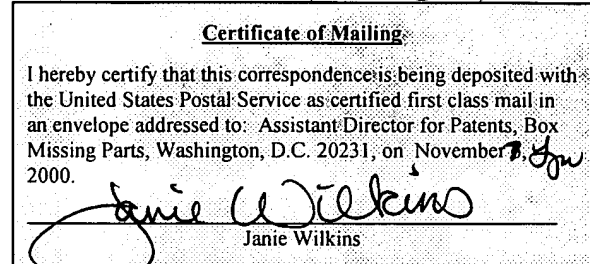 Certificate of Mailing
I hereby certify that this correspondence is being deposited with
the United States Postal Service as certified first class mail in
an envelope addressed to: Assistant Director for Patents, Box
Missing Parts, Washington, D.C. 20231, on November
2000.
Janie Wilkins
Janie Wilkins